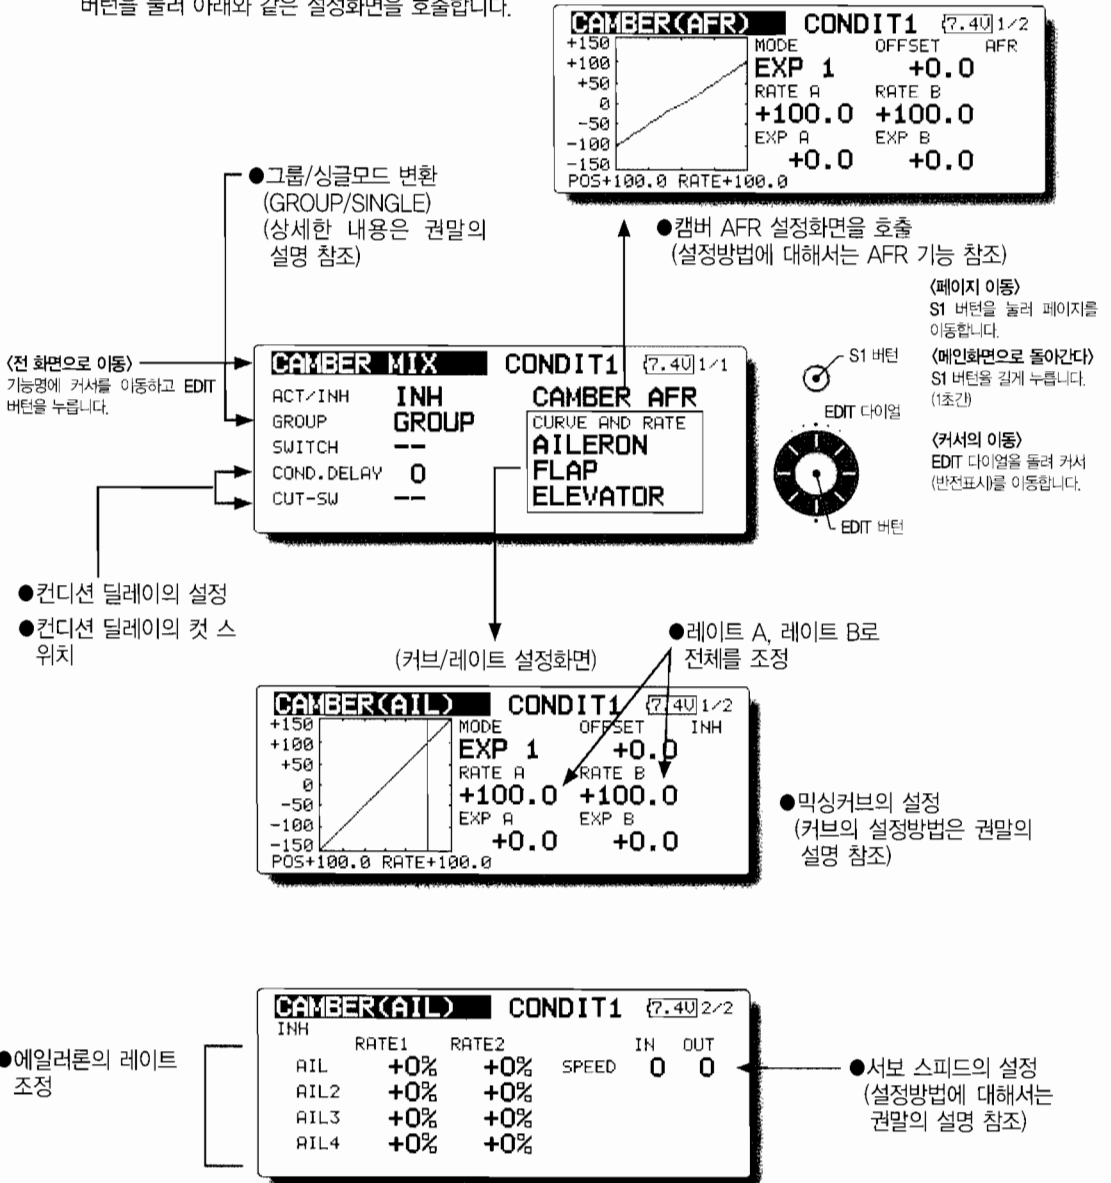 버턴을 눌러 아래와 같은 설정화면을 호출합니다.
CAMBER(AFR) CONDIT1 7.4V 1/2
+150
+100
+50
0
-50
-100
-150
MODE OFFSET AFR
EXP 1 +0.0
RATE A RATE B
+100.0 +100.0
EXP A EXP B
+0.0 +0.0
POS+100.0 RATE+100.0
●그룹/싱글모드 변환
(GROUP/SINGLE)
(상세한 내용은 권말의
설명 참조)
●캠버 AFR 설정화면을 호출
(설정방법에 대해서는 AFR 기능 참조)
〈전 화면으로 이동〉
기능명에 커서를 이동하고 EDIT
버턴을 누릅니다.
CAMBER MIX CONDIT1 7.4V 1/1
ACT/INH INH CAMBER AFR
GROUP GROUP CURVE AND RATE
SWITCH -- AILERON
COND.DELAY 0 FLAP
CUT-SW -- ELEVATOR
S1 버턴
EDIT 다이얼
EDIT 버턴
〈페이지 이동〉
S1 버턴을 눌러 페이지를
이동합니다.
〈메인화면으로 돌아간다〉
S1 버턴을 길게 누릅니다.
(1초간)
〈커서의 이동〉
EDIT 다이얼을 돌려 커서
(반전표시)를 이동합니다.
●컨디션 딜레이의 설정
●컨디션 딜레이의 컷 스
위치
(커브/레이트 설정화면)
●레이트 A, 레이트 B로
전체를 조정
CAMBER(AIL) CONDIT1 7.4V 1/2
+150
+100
+50
0
-50
-100
-150
MODE OFFSET INH
EXP 1 +0.0
RATE A RATE B
+100.0 +100.0
EXP A EXP B
+0.0 +0.0
POS+100.0 RATE+100.0
●믹싱커브의 설정
(커브의 설정방법은 권말의
설명 참조)
CAMBER(AIL) CONDIT1 7.4V 2/2
INH
RATE1 RATE2 IN OUT
AIL +0% +0% SPEED 0 0
AIL2 +0% +0%
AIL3 +0% +0%
AIL4 +0% +0%
●에일러론의 레이트
조정
●서보 스피드의 설정
(설정방법에 대해서는
권말의 설명 참조)